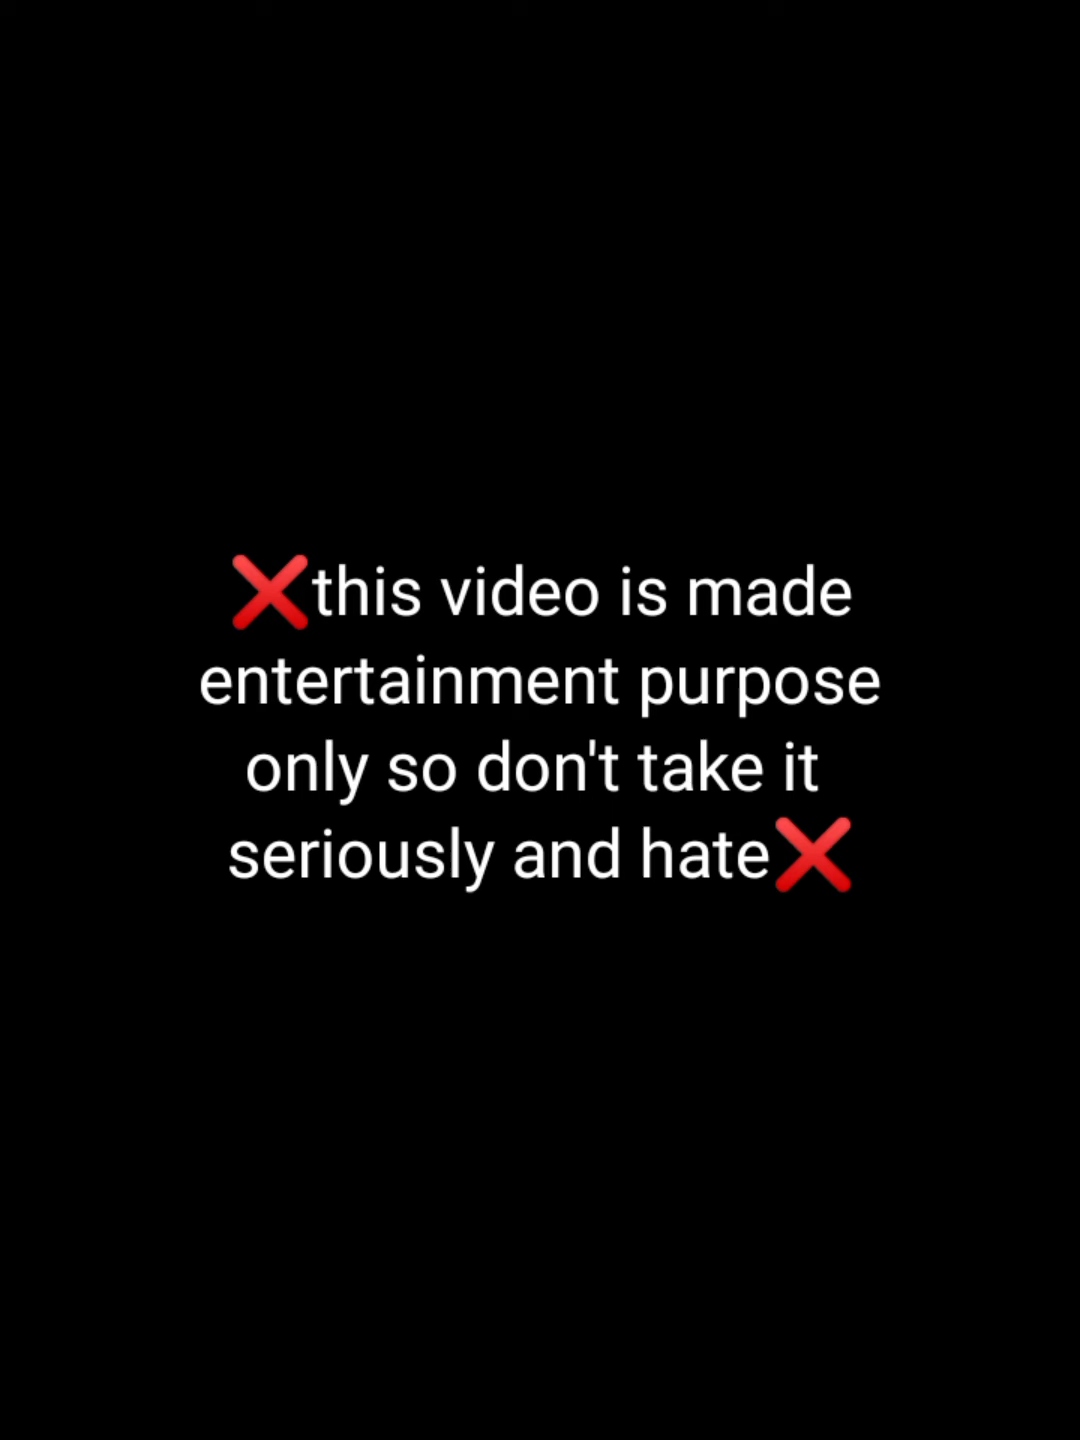 ❌this video is made
entertainment purpose
only so don't take it
seriously and hate❌